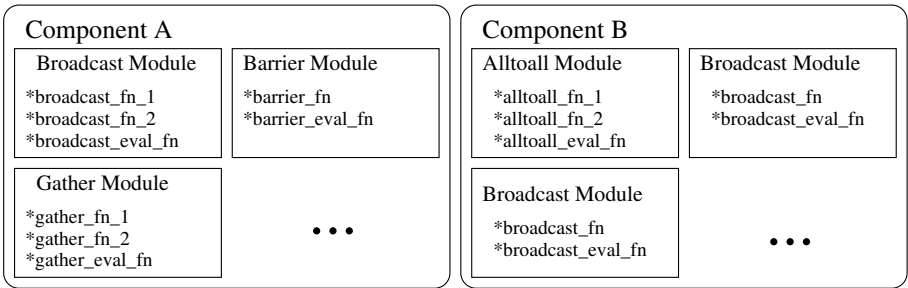 Component A
Broadcast Module
*broadcast_fn_1
*broadcast_fn_2
*broadcast_eval_fn
Barrier Module
*barrier_fn
*barrier_eval_fn
Gather Module
*gather_fn_1
*gather_fn_2
*gather_eval_fn
...
Component B
Alltoall Module
*alltoall_fn_1
*alltoall_fn_2
*alltoall_eval_fn
Broadcast Module
*broadcast_fn
*broadcast_eval_fn
Broadcast Module
*broadcast_fn
*broadcast_eval_fn
...